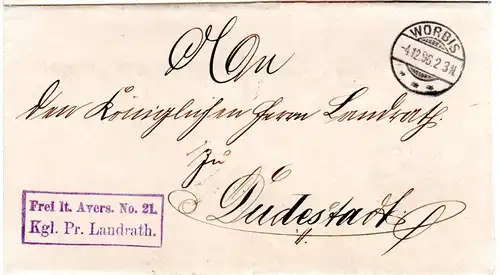 WORBIS
-4.12.96.2-3N.
An
den Königlichen Herrn Landrath.
Zu
Duderstadt.
Frei lt. Avers. No. 21.
Kgl. Pr. Landrath.